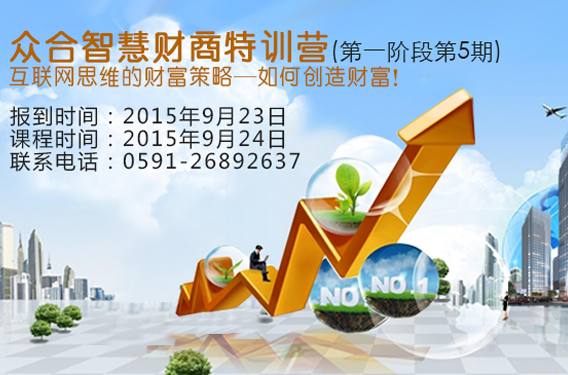 众合智慧财商特训营(第一阶段第5期)
互联网思维的财富策略—如何创造财富!
报到时间：2015年9月23日
课程时间：2015年9月24日
联系电话：0591-26892637
NO
NO.1